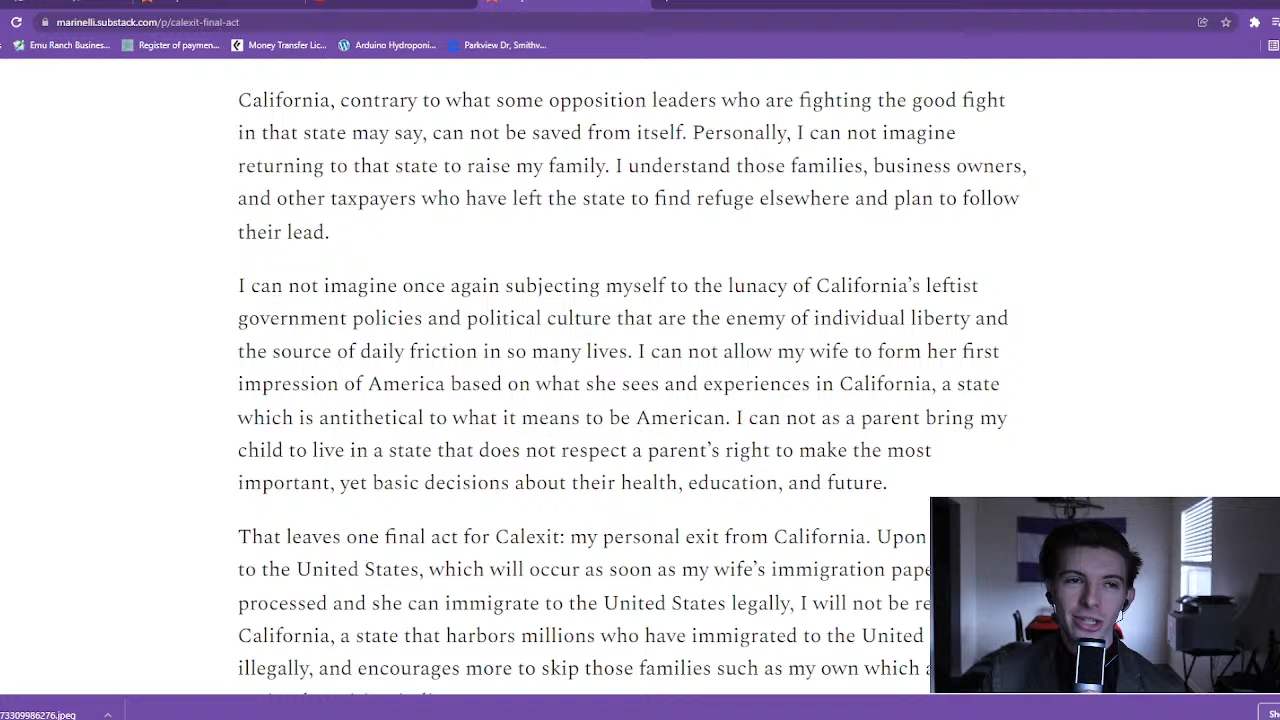 marinelli.substack.com/p/calexit-final-act
Emu Ranch Busines...
Register of paymen...
Money Transfer Lic...
Arduino Hydroponi...
Parkview Dr, Smithv...
California, contrary to what some opposition leaders who are fighting the good fight
in that state may say, can not be saved from itself. Personally, I can not imagine
returning to that state to raise my family. I understand those families, business owners,
and other taxpayers who have left the state to find refuge elsewhere and plan to follow
their lead.
I can not imagine once again subjecting myself to the lunacy of California's leftist
government policies and political culture that are the enemy of individual liberty and
the source of daily friction in so many lives. I can not allow my wife to form her first
impression of America based on what she sees and experiences in California, a state
which is antithetical to what it means to be American. I can not as a parent bring my
child to live in a state that does not respect a parent's right to make the most
important, yet basic decisions about their health, education, and future.
That leaves one final act for Calexit: my personal exit from California. Upon
to the United States, which will occur as soon as my wife's immigration pape
processed and she can immigrate to the United States legally, I will not be re
California, a state that harbors millions who have immigrated to the United
illegally, and encourages more to skip those families such as my own which a
73309986276.jpeg